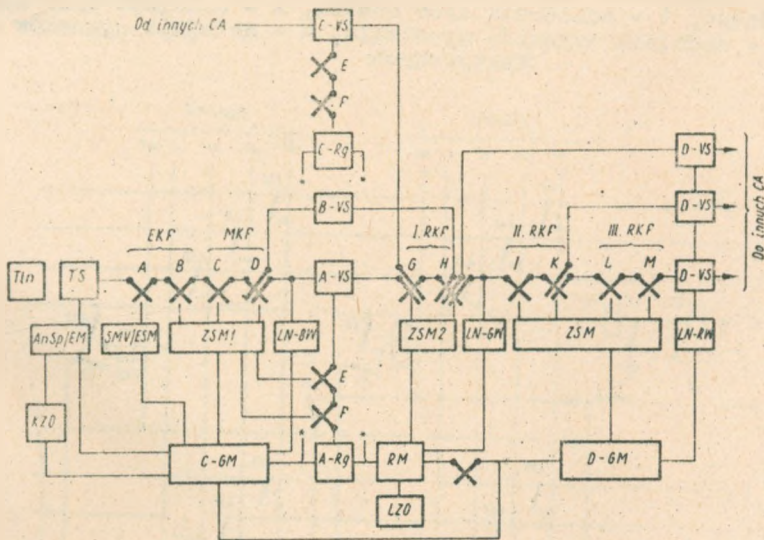 Od innych CA
E-VS
E
F
C-Rg
D-VS
Do innych CA
B-VS
D-VS
EKF
MKF
I. RKF
II. RKF
III. RKF
A
B
C
D
G
H
I
K
L
M
Tln
TS
A-VS
D-VS
AnSp/EM
SMV/ESM
ZSM1
LN-BW
ZSM2
LN-GW
ZSM
LN-RW
E
F
KZO
C-GM
A-Rg
RM
D-GM
LZO